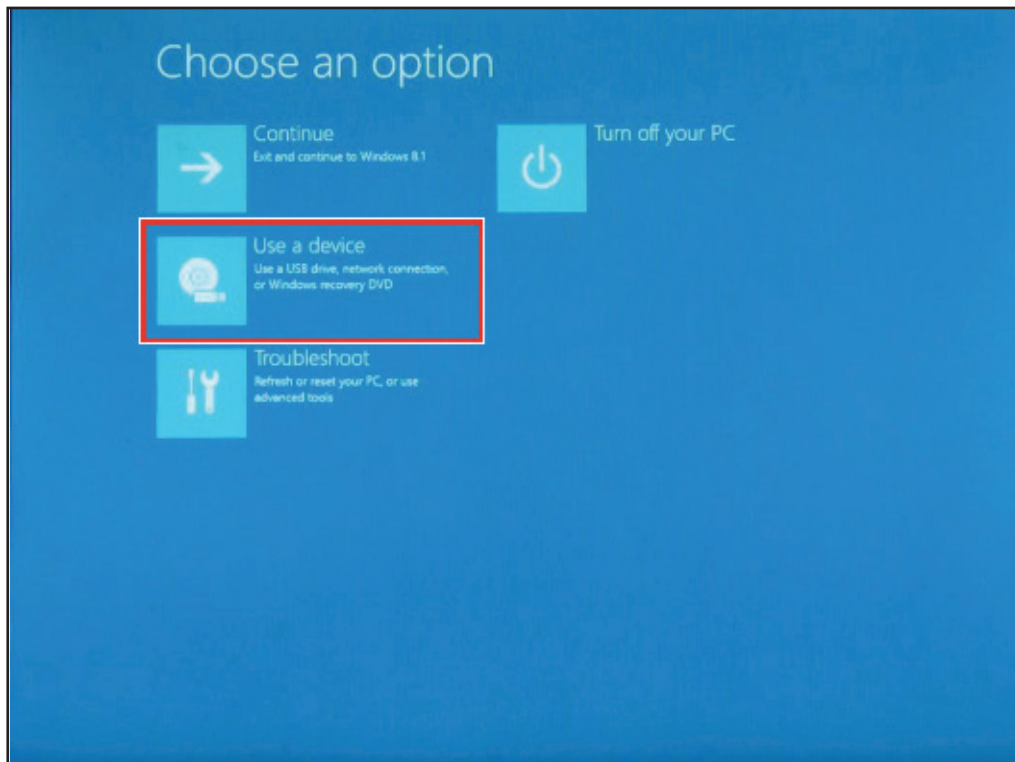 Choose an option
Continue
Exit and continue to Windows 8.1
Turn off your PC
Use a device
Use a USB drive, network connection,
or Windows recovery DVD
Troubleshoot
Refresh or reset your PC, or use
advanced tools